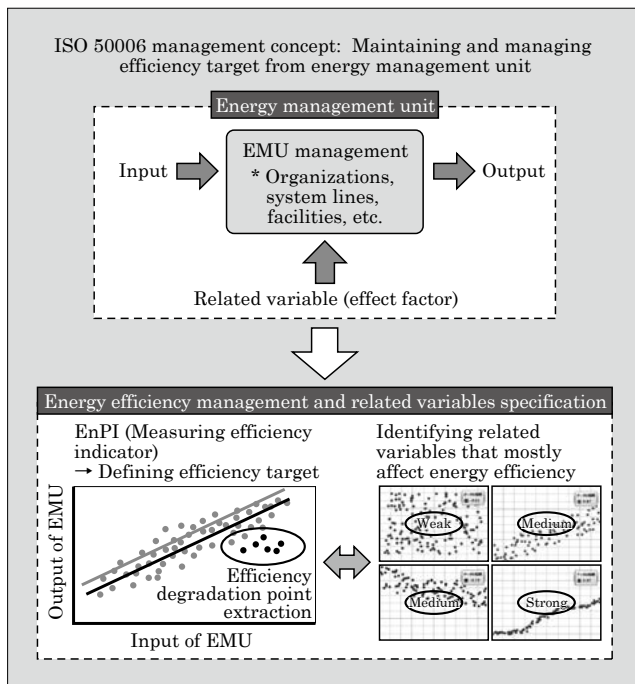 ISO 50006 management concept: Maintaining and managing
efficiency target from energy management unit
Energy management unit
Input
EMU management
* Organizations,
system lines,
facilities, etc.
Output
Related variable (effect factor)
Energy efficiency management and related variables specification
EnPI (Measuring efficiency
indicator)
→ Defining efficiency target
Output of EMU
Efficiency
degradation point
extraction
Input of EMU
Identifying related
variables that mostly
affect energy efficiency
Weak
Medium
Medium
Strong